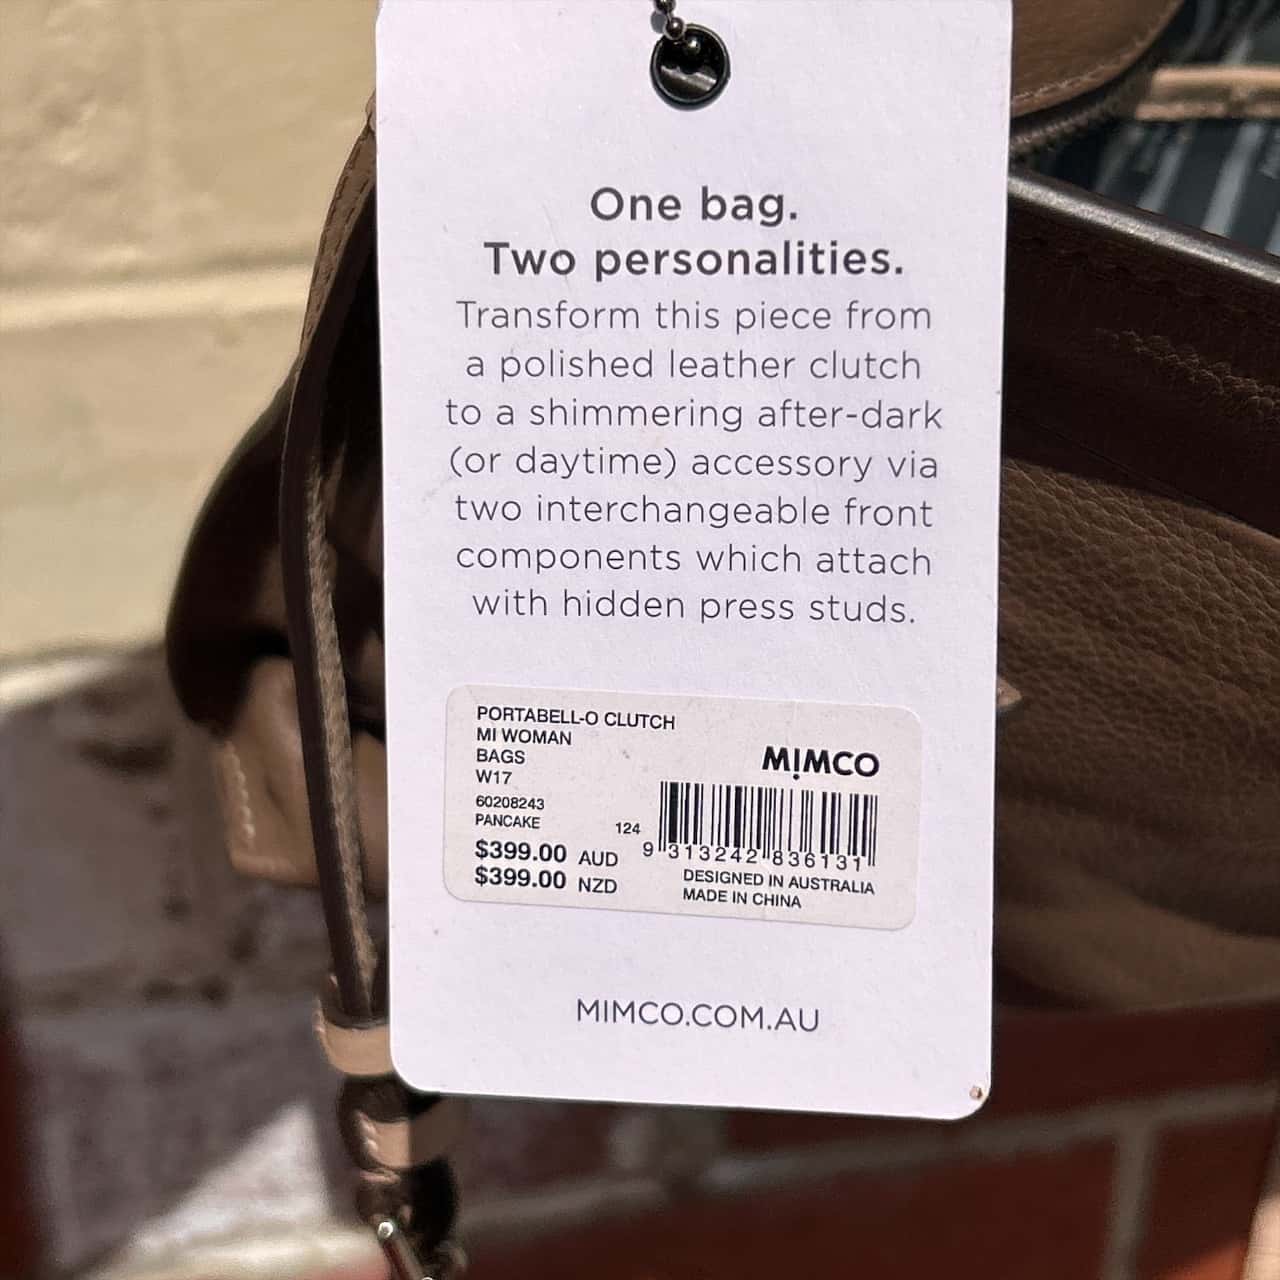 One bag.
Two personalities.
Transform this piece from
a polished leather clutch
to a shimmering after-dark
(or daytime) accessory via
two interchangeable front
components which attach
with hidden press studs.
PORTABELL-O CLUTCH
MI WOMAN
BAGS
W17
60208243
PANCAKE
$399.00 AUD
$399.00 NZD
MIMCO
124
9 313242 836131
DESIGNED IN AUSTRALIA
MADE IN CHINA
MIMCO.COM.AU